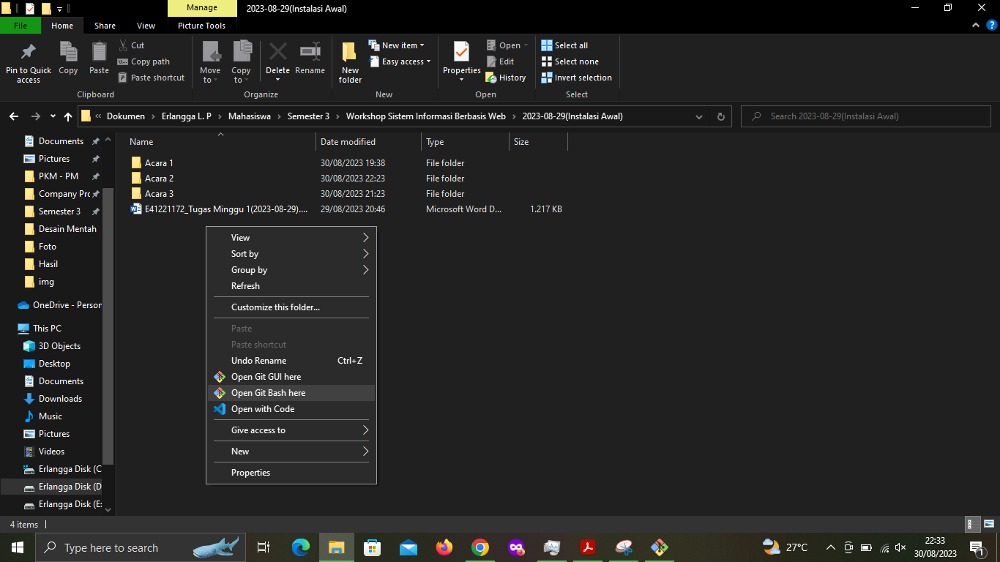 Manage
2023-08-29(Instalasi Awal)
File
Home
Share
View
Picture Tools
Pin to Quick access
Copy
Paste
Cut
Copy path
Paste shortcut
Clipboard
Move to
Copy to
Delete
Rename
Organize
New folder
New item
Easy access
New
Properties
Open
Edit
History
Open
Select all
Select none
Invert selection
Select
« Dokumen > Erlangga L. P > Mahasiswa > Semester 3 > Workshop Sistem Informasi Berbasis Web > 2023-08-29(Instalasi Awal)
Search 2023-08-29(Instalasi Awal)
Documents
Pictures
PKM - PM
Company Prc
Semester 3
Desain Mentah
Foto
Hasil
img
OneDrive - Person
This PC
3D Objects
Desktop
Documents
Downloads
Music
Pictures
Videos
Erlangga Disk (C
Erlangga Disk (D
Erlangga Disk (E:
Name Date modified Type Size
Acara 1 30/08/2023 19:38 File folder
Acara 2 30/08/2023 22:23 File folder
Acara 3 30/08/2023 21:23 File folder
E41221172_Tugas Minggu 1(2023-08-29).... 29/08/2023 20:46 Microsoft Word D... 1.217 KB
View
Sort by
Group by
Refresh
Customize this folder...
Paste
Paste shortcut
Undo Rename Ctrl+Z
Open Git GUI here
Open Git Bash here
Open with Code
Give access to
New
Properties
4 items
Type here to search
27°C
22:33
30/08/2023
1